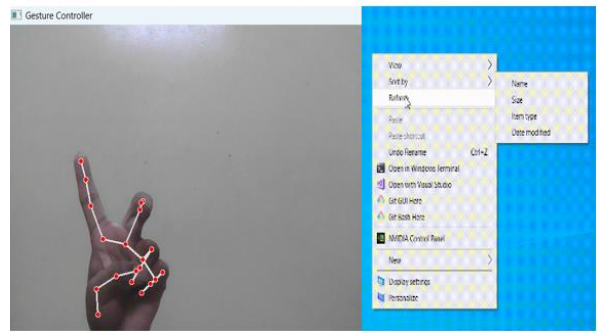 Gesture Controller
View
Sort by
Refresh
Paste
Paste shortcut
Undo Rename Ctrl+Z
Open in Windows Terminal
Open with Visual Studio
Git GUI Here
Git Bash Here
NVIDIA Control Panel
New
Display settings
Personalize
Name
Size
Item type
Date modified